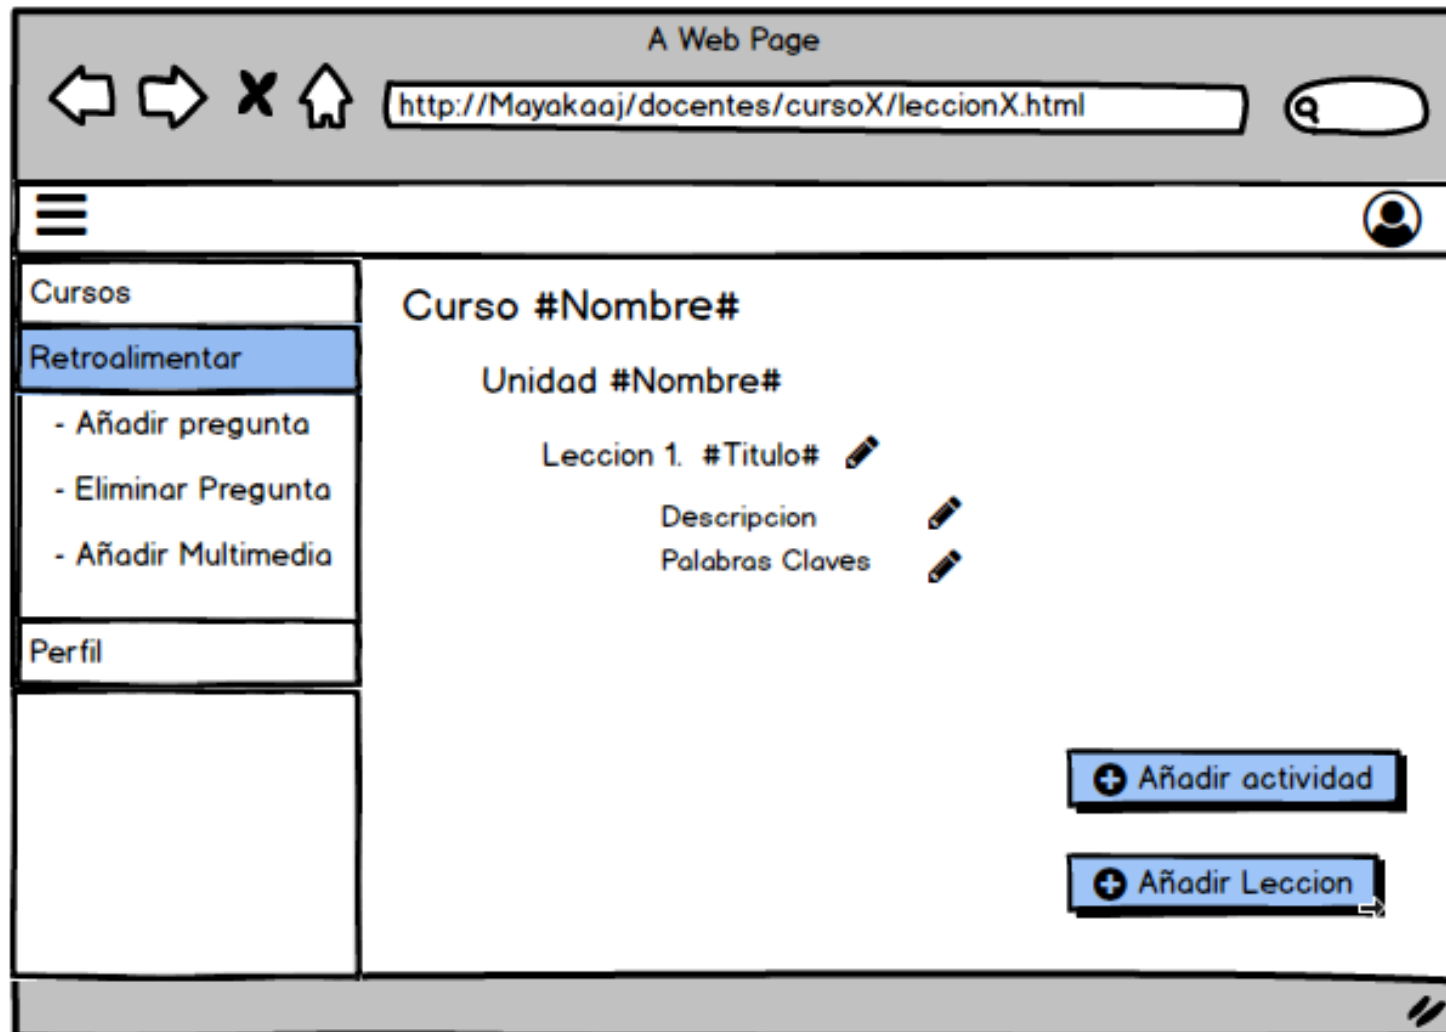 A Web Page
http://Mayakaaj/docentes/cursoX/leccionX.html
Cursos
Retroalimentar
- Añadir pregunta
- Eliminar Pregunta
- Añadir Multimedia
Perfil
Curso #Nombre#
Unidad #Nombre#
Leccion 1. #Titulo#
Descripcion
Palabras Claves
Añadir actividad
Añadir Leccion